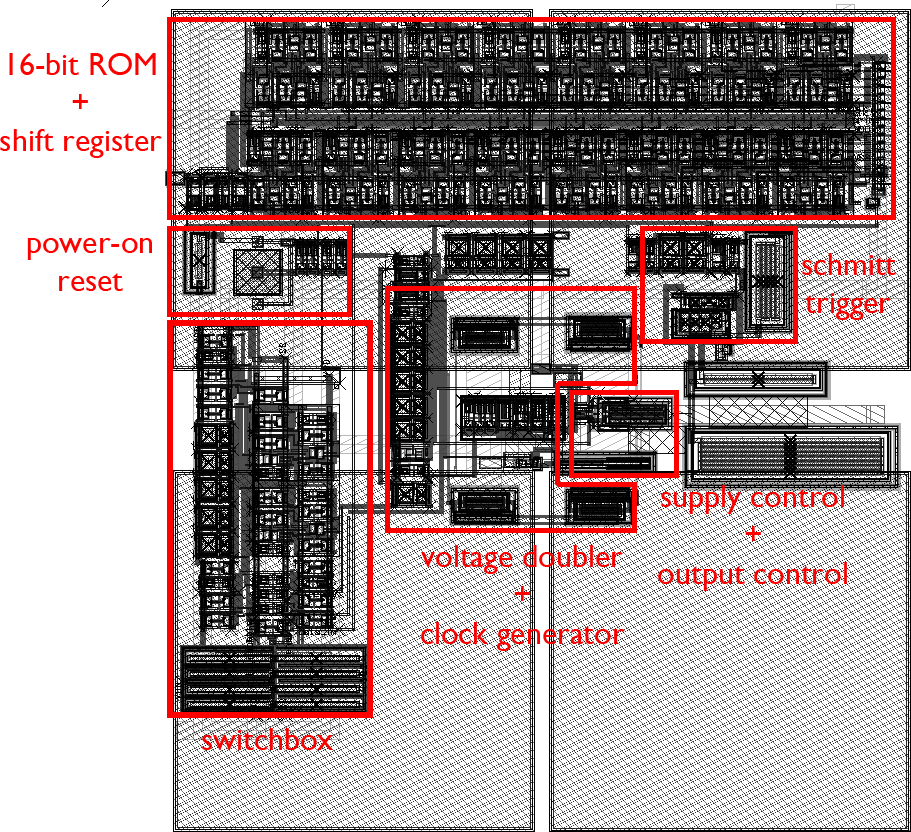 16-bit ROM
+
shift register
power-on
reset
schmitt
trigger
supply control
+
output control
voltage doubler
+
clock generator
switchbox